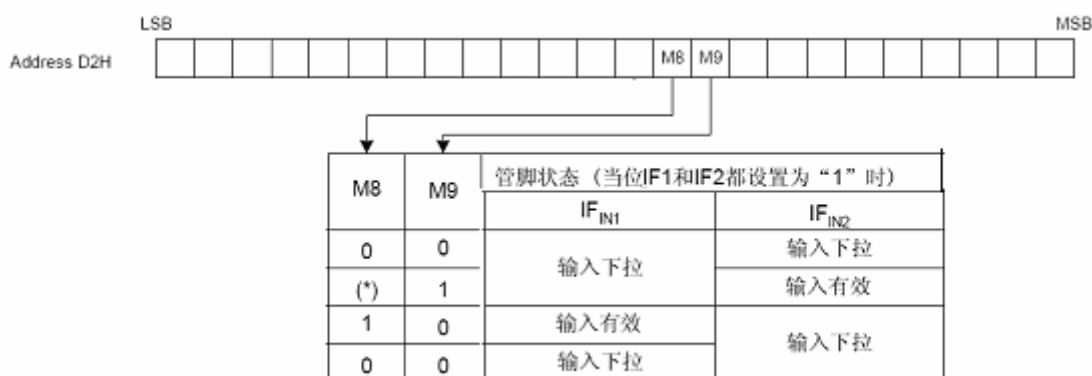 LSB MSB
Address D2H M8 M9
M8 M9 管脚状态（当位IF1和IF2都设置为“1”时）
IFIN1 IFIN2
0 0 输入下拉 输入下拉
(*) 1 输入有效
1 0 输入有效 输入下拉
0 0 输入下拉